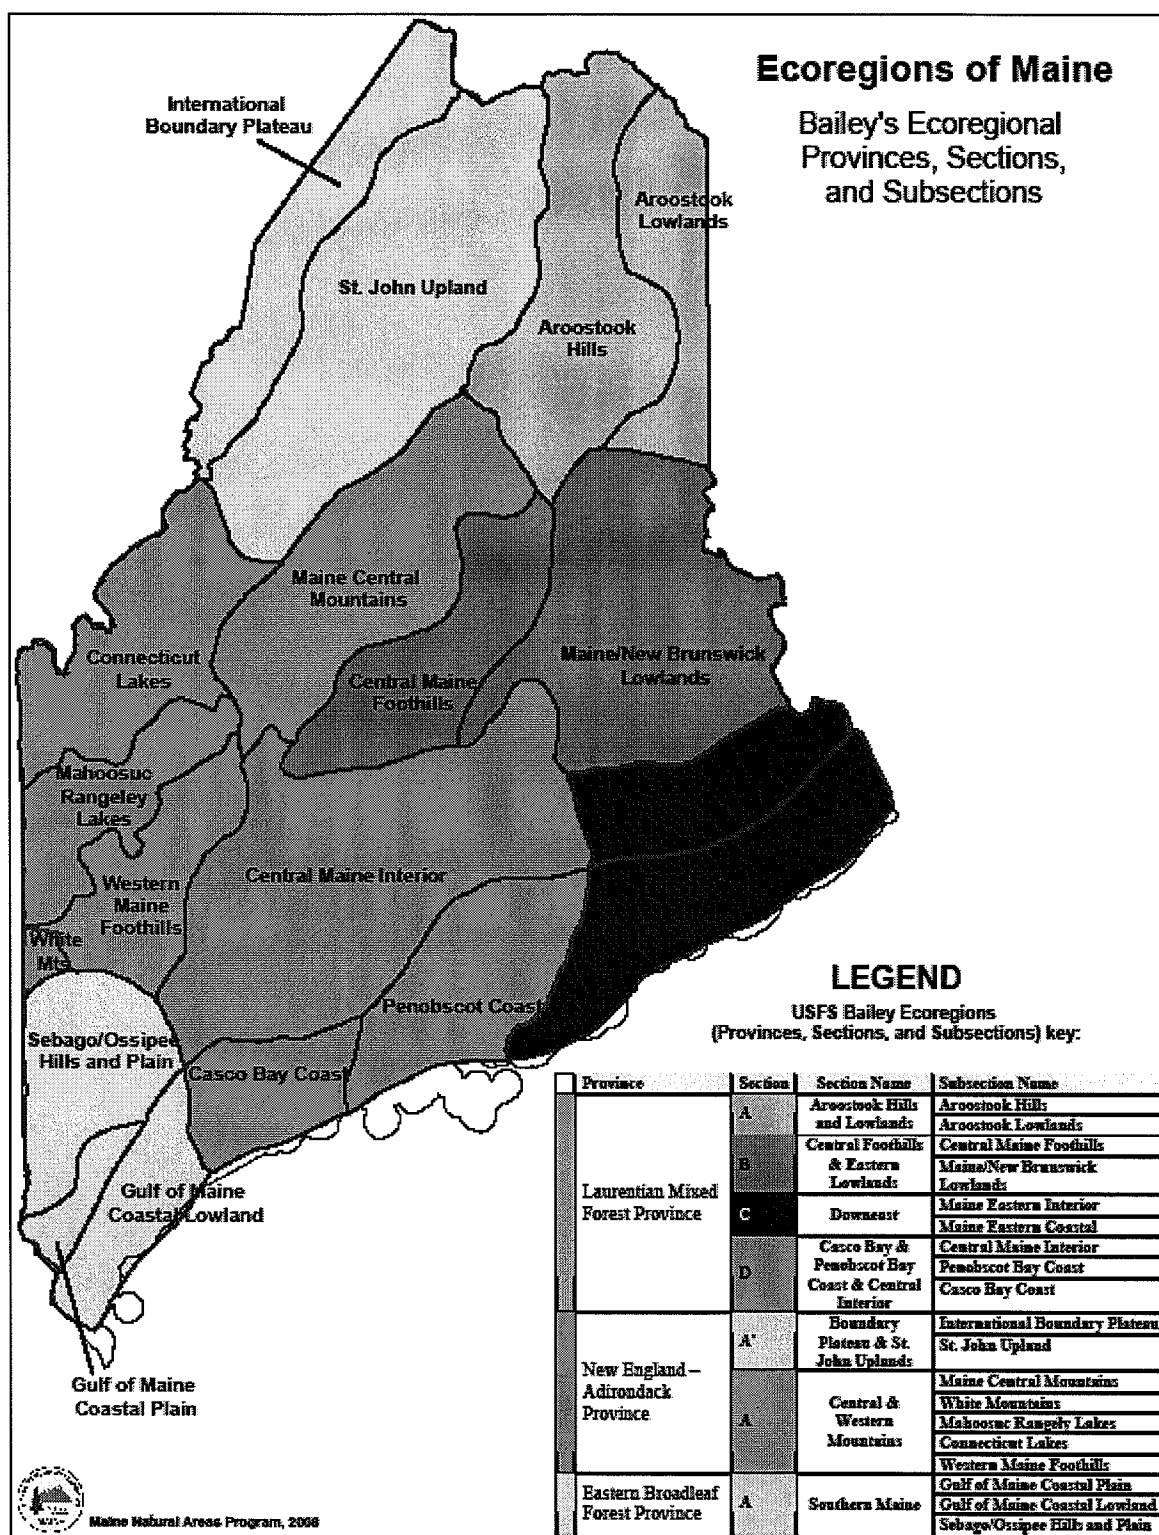 Ecoregions of Maine
Bailey's Ecoregional
Provinces, Sections,
and Subsections
International
Boundary Plateau
Aroostook
Lowlands
St. John Upland
Aroostook
Hills
Maine Central
Mountains
Connecticut
Lakes
Maine/New Brunswick
Lowlands
Central Maine
Foothills
Mahoosuc
Rangeley
Lakes
Central Maine Interior
Western
Maine
Foothills
White
Mts
Penobscot Coast
Sebago/Ossipee
Hills and Plain
Casco Bay Coast
Gulf of Maine
Coastal Lowland
Gulf of Maine
Coastal Plain
LEGEND
USFS Bailey Ecoregions
(Provinces, Sections, and Subsections) key:
Province Section Section Name Subsection Name
Laurentian Mixed
Forest Province
A
Aroostook Hills
and Lowlands
Aroostook Hills
Aroostook Lowlands
B
Central Foothills
& Eastern
Lowlands
Central Maine Foothills
Maine/New Brunswick
Lowlands
C
Downeast
Maine Eastern Interior
Maine Eastern Coastal
D
Casco Bay &
Penobscot Bay
Coast & Central
Interior
Central Maine Interior
Penobscot Bay Coast
Casco Bay Coast
New England –
Adirondack
Province
A'
Boundary
Plateau & St.
John Uplands
International Boundary Plateau
St. John Upland
A
Central &
Western
Mountains
Maine Central Mountains
White Mountains
Mahoosuc Rangely Lakes
Connecticut Lakes
Western Maine Foothills
Eastern Broadleaf
Forest Province
A
Southern Maine
Gulf of Maine Coastal Plain
Gulf of Maine Coastal Lowland
Sebago/Ossipee Hills and Plain
Maine Natural Areas Program, 2008